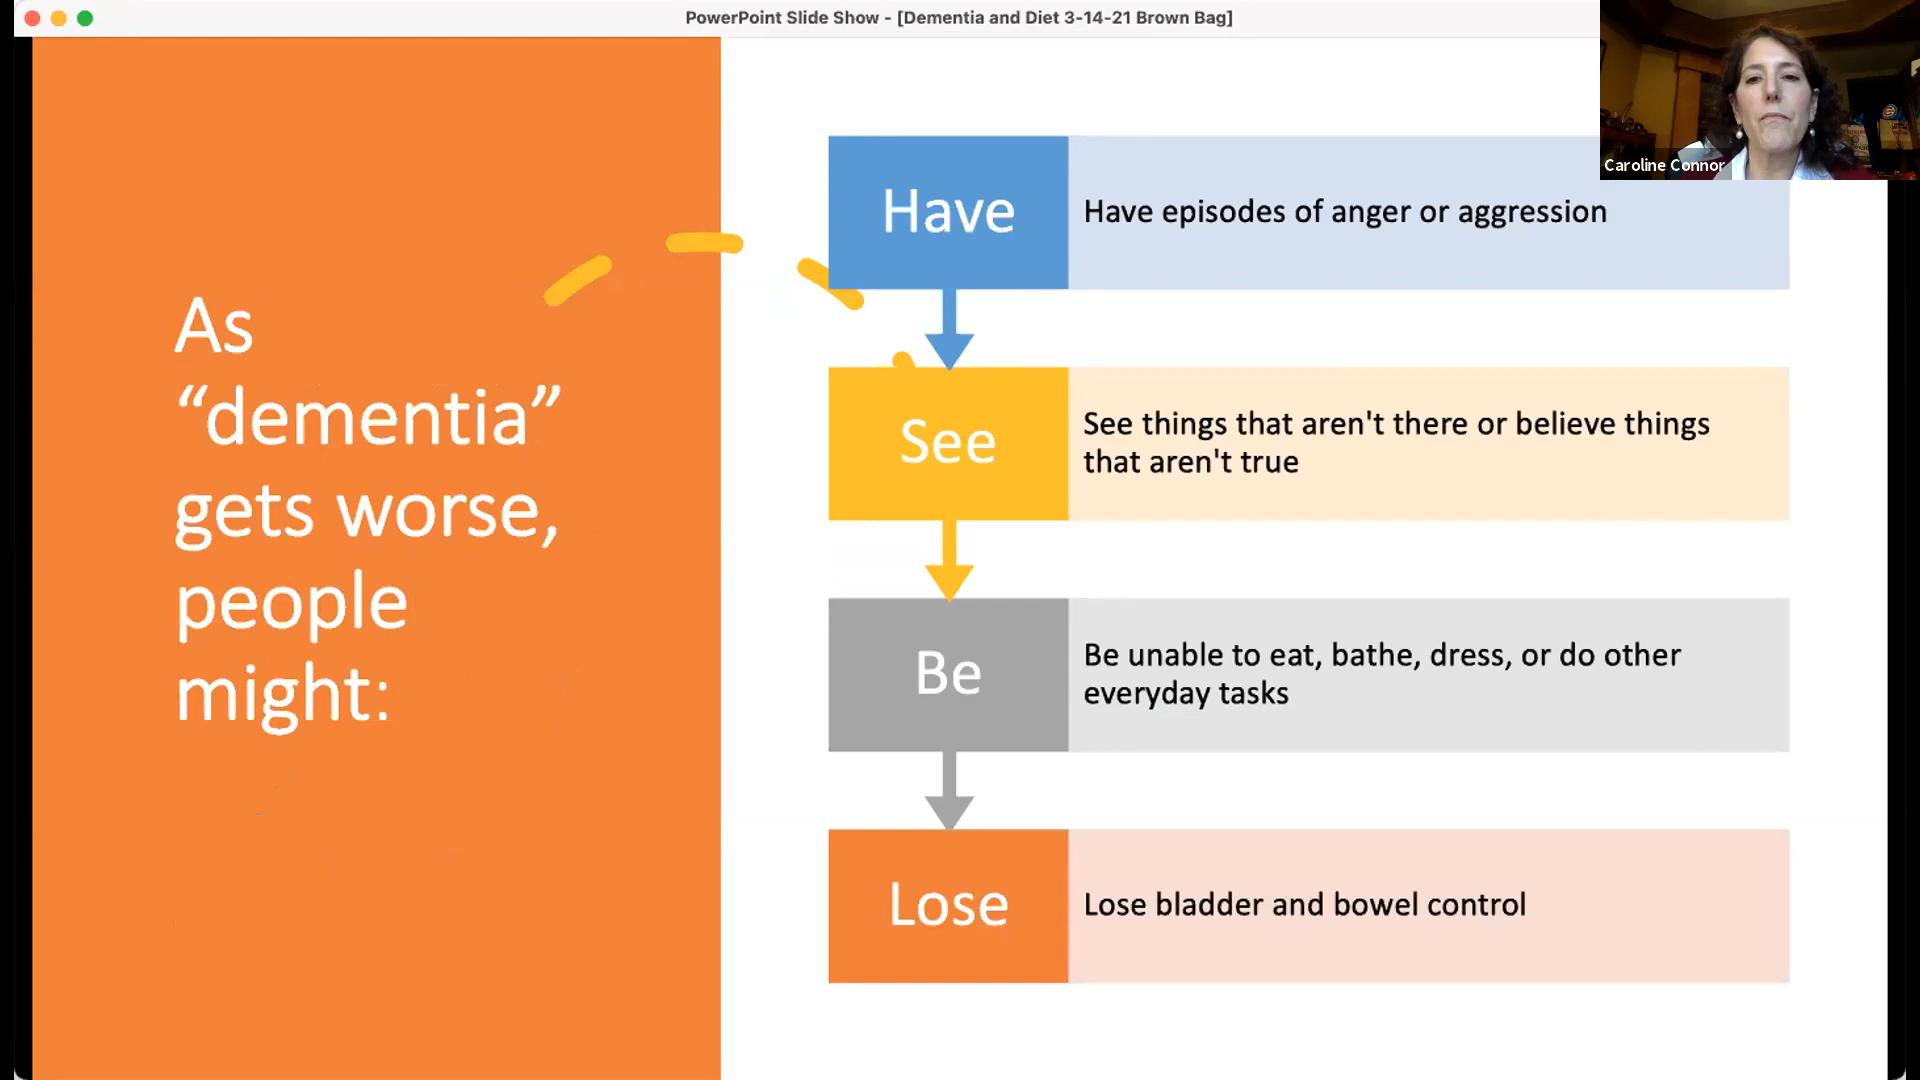 PowerPoint Slide Show - [Dementia and Diet 3-14-21 Brown Bag]
Caroline Connor
As
“dementia”
gets worse,
people
might:
Have
Have episodes of anger or aggression
See
See things that aren't there or believe things
that aren't true
Be
Be unable to eat, bathe, dress, or do other
everyday tasks
Lose
Lose bladder and bowel control